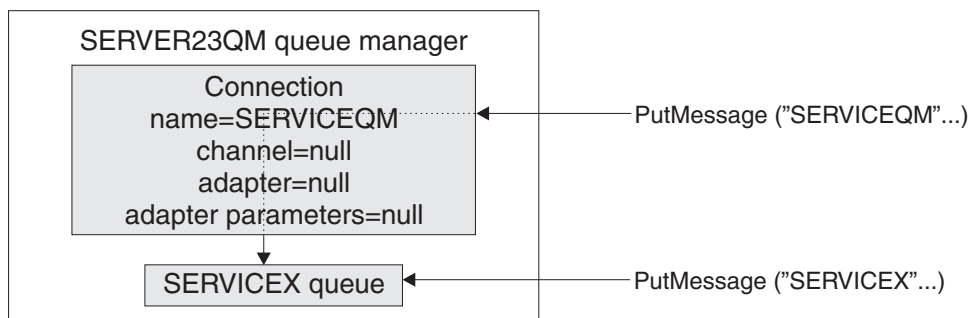 SERVER23QM queue manager
Connection
name=SERVICEQM
channel=null
adapter=null
adapter parameters=null
PutMessage (”SERVICEQM”...)
SERVICEX queue
PutMessage (”SERVICEX”...)